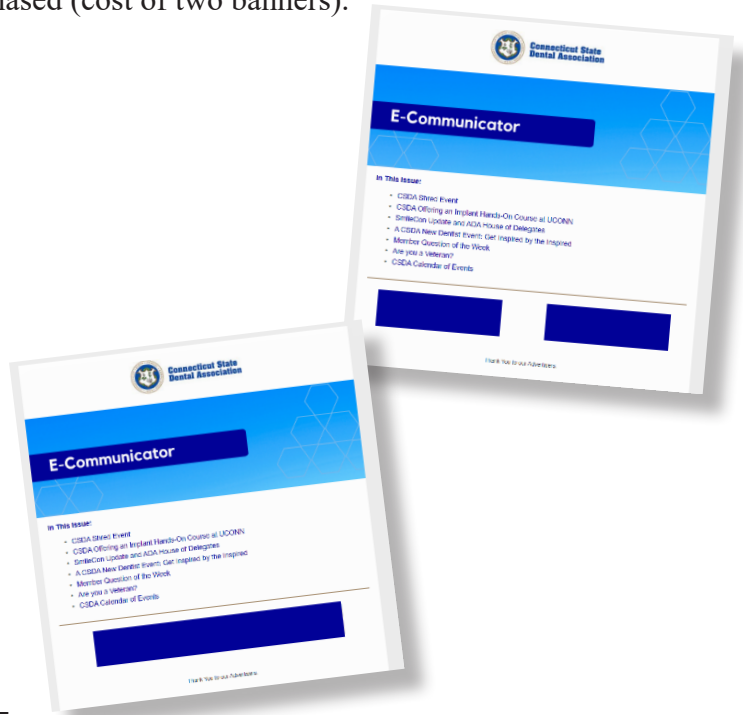 hased (cost of two banners).
Connecticut State
Dental Association
E-Communicator
In This Issue:
• CSDA Shred Event
• CSDA Offering an Implant Hands-On Course at UCONN
• SmileCon Update and ADA House of Delegates
• A CSDA New Dentist Event: Get Inspired by the Inspired
• Member Question of the Week
• Are you a Veteran?
• CSDA Calendar of Events
Thank You to our Advertisers
Connecticut State
Dental Association
E-Communicator
In This Issue:
• CSDA Shred Event
• CSDA Offering an Implant Hands-On Course at UCONN
• SmileCon Update and ADA House of Delegates
• A CSDA New Dentist Event: Get Inspired by the Inspired
• Member Question of the Week
• Are you a Veteran?
• CSDA Calendar of Events
Thank You to our Advertisers